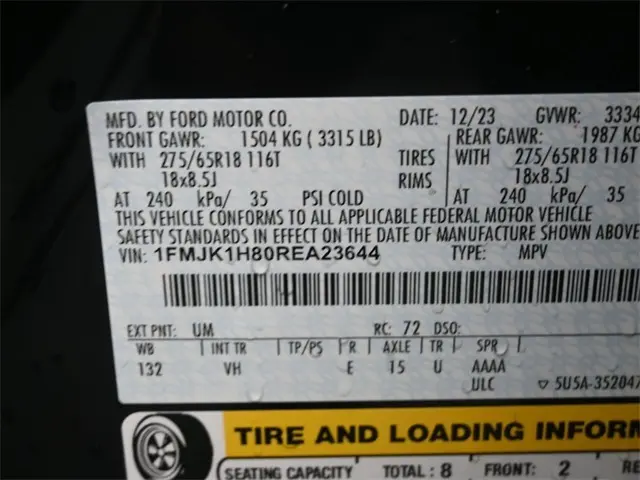 MFD. BY FORD MOTOR CO. DATE: 12/23 GVWR: 3334
FRONT GAWR: 1504 KG ( 3315 LB) REAR GAWR: 1987 KG
WITH 275/65R18 116T TIRES WITH 275/65R18 116T
18x8.5J RIMS 18x8.5J
AT 240 kPa/ 35 PSI COLD AT 240 kPa/ 35
THIS VEHICLE CONFORMS TO ALL APPLICABLE FEDERAL MOTOR VEHICLE
SAFETY STANDARDS IN EFFECT ON THE DATE OF MANUFACTURE SHOWN ABOVE
VIN: 1FMJK1H80REA23644 TYPE: MPV
EXT PNT: UM RC: 72 DSO:
WB INT TR TP/PS R AXLE TR SPR
132 VH E 15 U AAAA
ULC ▽ 5U5A-352047
TIRE AND LOADING INFORM
SEATING CAPACITY TOTAL : 8 FRONT: 2 RE